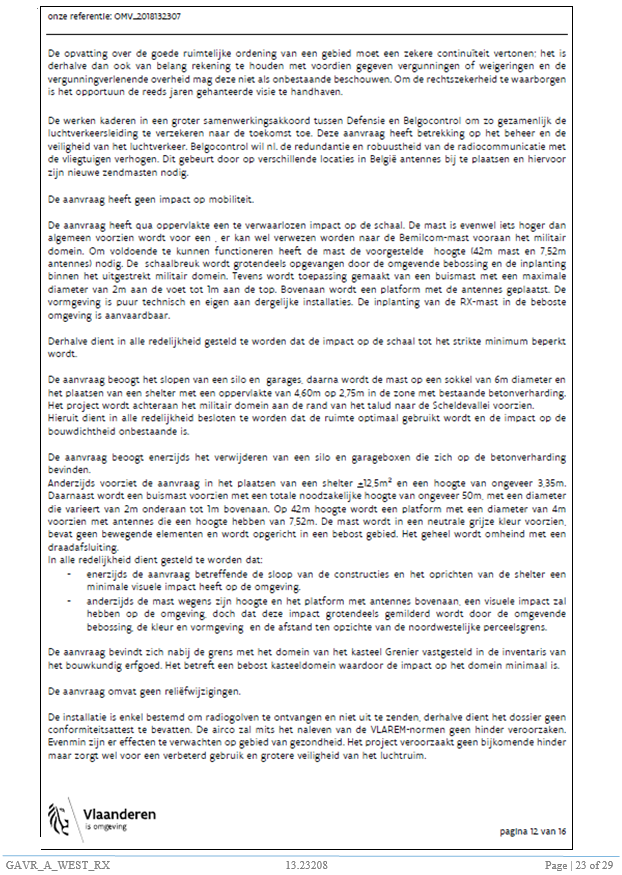 onze referentie: OMV_2018132307
De opvatting over de goede ruimtelijke ordening van een gebied moet een zekere continuïteit vertonen: het is
derhalve dan ook van belang rekening te houden met voordien gegeven vergunningen of weigeringen en de
vergunningverlenende overheid mag deze niet als onbestaande beschouwen. Om de rechtszekerheid te waarborgen
is het opportuun de reeds jaren gehanteerde visie te handhaven.
De werken kaderen in een groter samenwerkingsakkoord tussen Defensie en Belgocontrol om zo gezamenlijk de
luchtverkeersleiding te verzekeren naar de toekomst toe. Deze aanvraag heeft betrekking op het beheer en de
veiligheid van het luchtverkeer. Belgocontrol wil nl. de redundantie en robuustheid van de radiocommunicatie met
de vliegtuigen verhogen. Dit gebeurt door op verschillende locaties in België antennes bij te plaatsen en hiervoor
zijn nieuwe zendmasten nodig.
De aanvraag heeft geen impact op mobiliteit.
De aanvraag heeft qua oppervlakte een te verwaarlozen impact op de schaal. De mast is evenwel iets hoger dan
algemeen voorzien wordt voor een , er kan wel verwezen worden naar de Bemilcom-mast vooraan het militair
domein. Om voldoende te kunnen functioneren heeft de mast de voorgestelde hoogte (42m mast en 7,52m
antennes) nodig. De schaalbreuk wordt grotendeels opgevangen door de omgevende bebossing en de inplanting
binnen het uitgestrekt militair domein. Tevens wordt toepassing gemaakt van een buismast met een maximale
diameter van 2m aan de voet tot 1m aan de top. Bovenaan wordt een platform met de antennes geplaatst. De
vormgeving is puur technisch en eigen aan dergelijke installaties. De inplanting van de RX-mast in de beboste
omgeving is aanvaardbaar.
Derhalve dient in alle redelijkheid gesteld te worden dat de impact op de schaal tot het strikte minimum beperkt
wordt.
De aanvraag beoogt het slopen van een silo en garages, daarna wordt de mast op een sokkel van 6m diameter en
het plaatsen van een shelter met een oppervlakte van 4,60m op 2,75m in de zone met bestaande betonverharding.
Het project wordt achteraan het militair domein aan de rand van het talud naar de Scheldevallei voorzien.
Hieruit dient in alle redelijkheid besloten te worden dat de ruimte optimaal gebruikt wordt en de impact op de
bouwdichtheid onbestaande is.
De aanvraag beoogt enerzijds het verwijderen van een silo en garageboxen die zich op de betonverharding
bevinden.
Anderzijds voorziet de aanvraag in het plaatsen van een shelter ±12,5m² en een hoogte van ongeveer 3,35m.
Daarnaast wordt een buismast voorzien met een totale noodzakelijke hoogte van ongeveer 50m, met een diameter
die varieert van 2m onderaan tot 1m bovenaan. Op 42m hoogte wordt een platform met een diameter van 4m
voorzien met antennes die een hoogte hebben van 7,52m. De mast wordt in een neutrale grijze kleur voorzien,
bevat geen bewegende elementen en wordt opgericht in een bebost gebied. Het geheel wordt omheind met een
draadafsluiting.
In alle redelijkheid dient gesteld te worden dat:
- enerzijds de aanvraag betreffende de sloop van de constructies en het oprichten van de shelter een
minimale visuele impact heeft op de omgeving.
- anderzijds de mast wegens zijn hoogte en het platform met antennes bovenaan, een visuele impact zal
hebben op de omgeving, doch dat deze impact grotendeels gemilderd wordt door de omgevende
bebossing, de kleur en vormgeving en de afstand ten opzichte van de noordwestelijke perceelsgrens.
De aanvraag bevindt zich nabij de grens met het domein van het kasteel Grenier vastgesteld in de inventaris van
het bouwkundig erfgoed. Het betreft een bebost kasteeldomein waardoor de impact op het domein minimaal is.
De aanvraag omvat geen reliëfwijzigingen.
De installatie is enkel bestemd om radiogolven te ontvangen en niet uit te zenden, derhalve dient het dossier geen
conformiteitsattest te bevatten. De airco zal mits het naleven van de VLAREM-normen geen hinder veroorzaken.
Evenmin zijn er effecten te verwachten op gebied van gezondheid. Het project veroorzaakt geen bijkomende hinder
maar zorgt wel voor een verbeterd gebruik en grotere veiligheid van het luchtruim.
Vlaanderen
is omgeving
pagina 12 van 16
GAVR_A_WEST_RX 13.23208 Page | 23 of 29